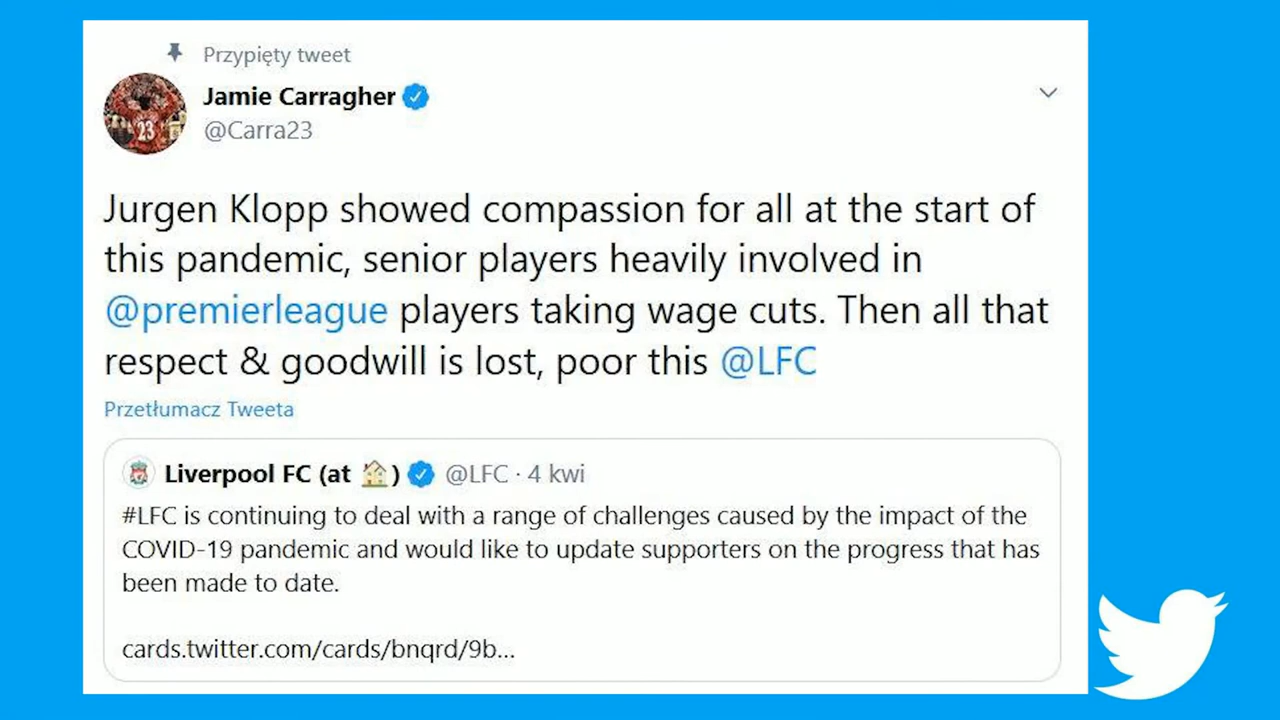 Przypięty tweet
Jamie Carragher
@Carra23
Jurgen Klopp showed compassion for all at the start of
this pandemic, senior players heavily involved in
@premierleague players taking wage cuts. Then all that
respect & goodwill is lost, poor this @LFC
Przetłumacz Tweeta
Liverpool FC (at 🏠) @LFC · 4 kwi
#LFC is continuing to deal with a range of challenges caused by the impact of the
COVID-19 pandemic and would like to update supporters on the progress that has
been made to date.
cards.twitter.com/cards/bnqrd/9b...
23